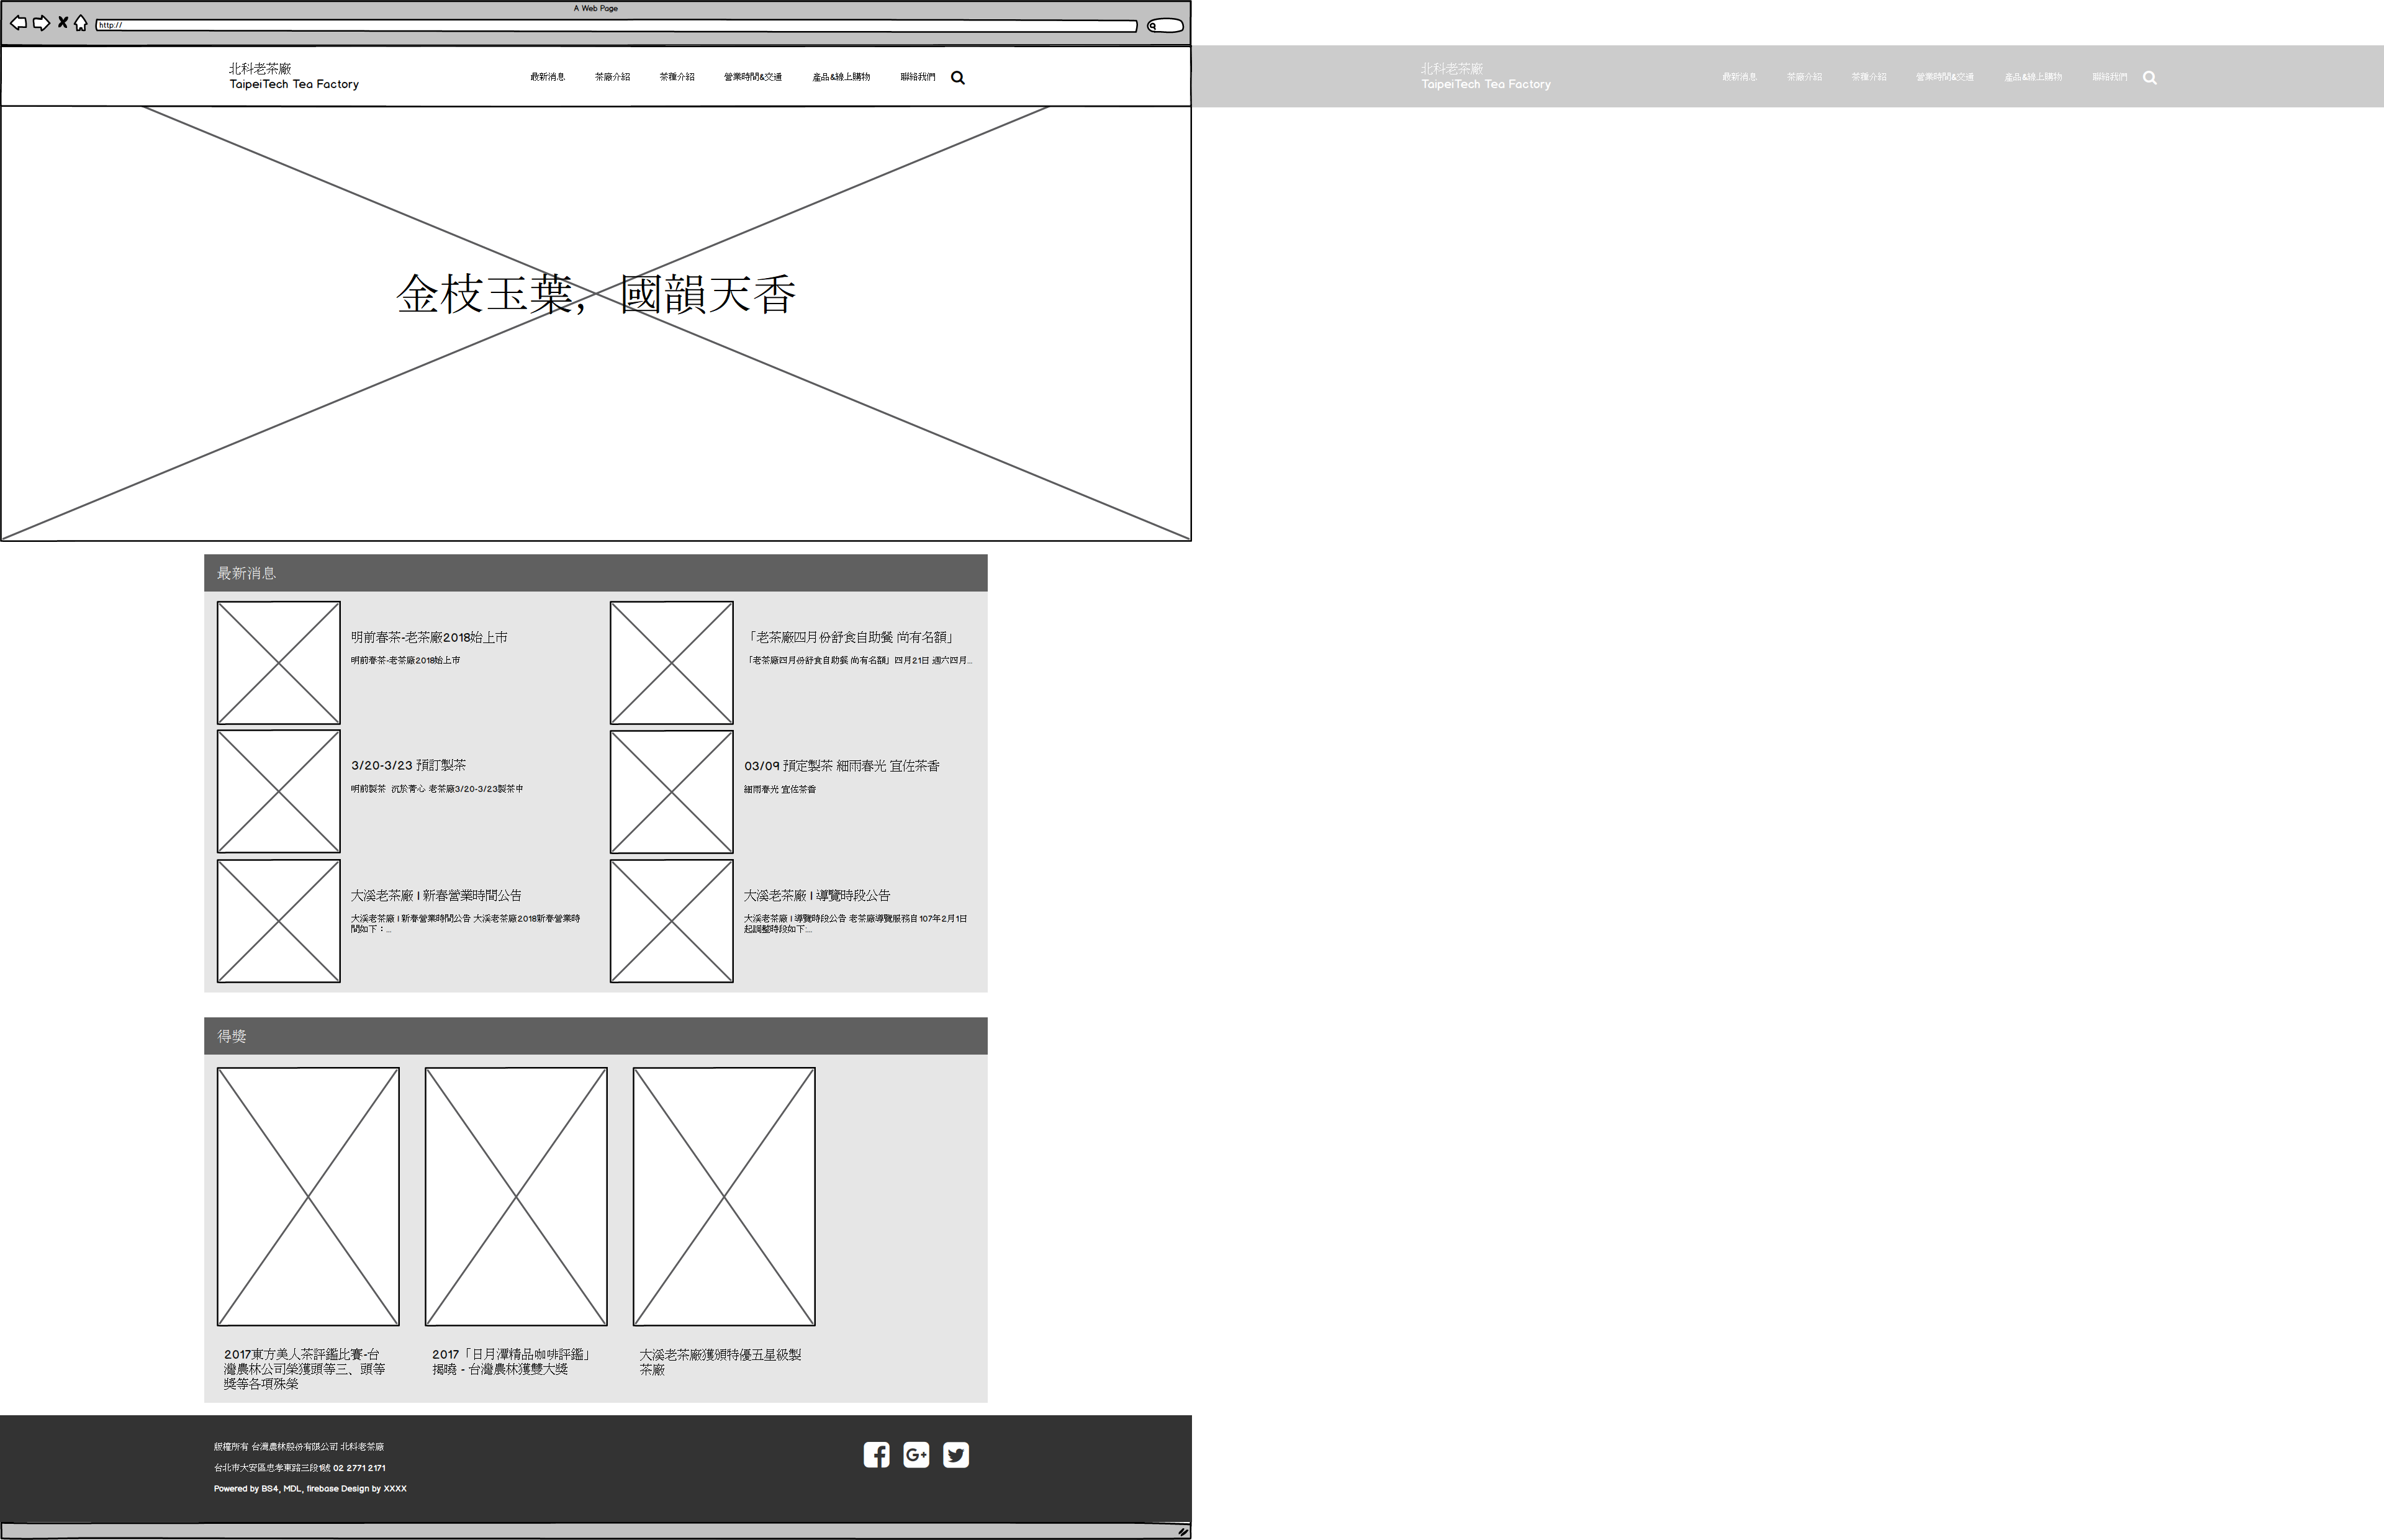 A Web Page
http://
北科老茶廠
TaipeiTech Tea Factory
最新消息 茶廠介紹 茶種介紹 營業時間&交通 產品&線上購物 聯絡我們
北科老茶廠
TaipeiTech Tea Factory
最新消息 茶廠介紹 茶種介紹 營業時間&交通 產品&線上購物 聯絡我們
金枝玉葉，國韻天香
最新消息
明前春茶-老茶廠2018始上市
明前春茶-老茶廠2018始上市
「老茶廠四月份舒食自助餐 尚有名額」
「老茶廠四月份舒食自助餐 尚有名額」四月21日 週六四月...
3/20-3/23 預訂製茶
明前製茶 沉於菁心 老茶廠3/20-3/23製茶中
03/09 預定製茶 細雨春光 宜佐茶香
細雨春光 宜佐茶香
大溪老茶廠 l 新春營業時間公告
大溪老茶廠 l 新春營業時間公告 大溪老茶廠2018新春營業時
間如下：...
大溪老茶廠 l 導覽時段公告
大溪老茶廠 l 導覽時段公告 老茶廠導覽服務自107年2月1日
起調整時段如下:...
得獎
2017東方美人茶評鑑比賽-台
灣農林公司榮獲頭等三、頭等
獎等各項殊榮
2017「日月潭精品咖啡評鑑」
揭曉 - 台灣農林獲雙大獎
大溪老茶廠獲頒特優五星級製
茶廠
版權所有 台灣農林股份有限公司 北科老茶廠
台北市大安區忠孝東路三段1號 02 2771 2171
Powered by BS4, MDL, firebase Design by XXXX